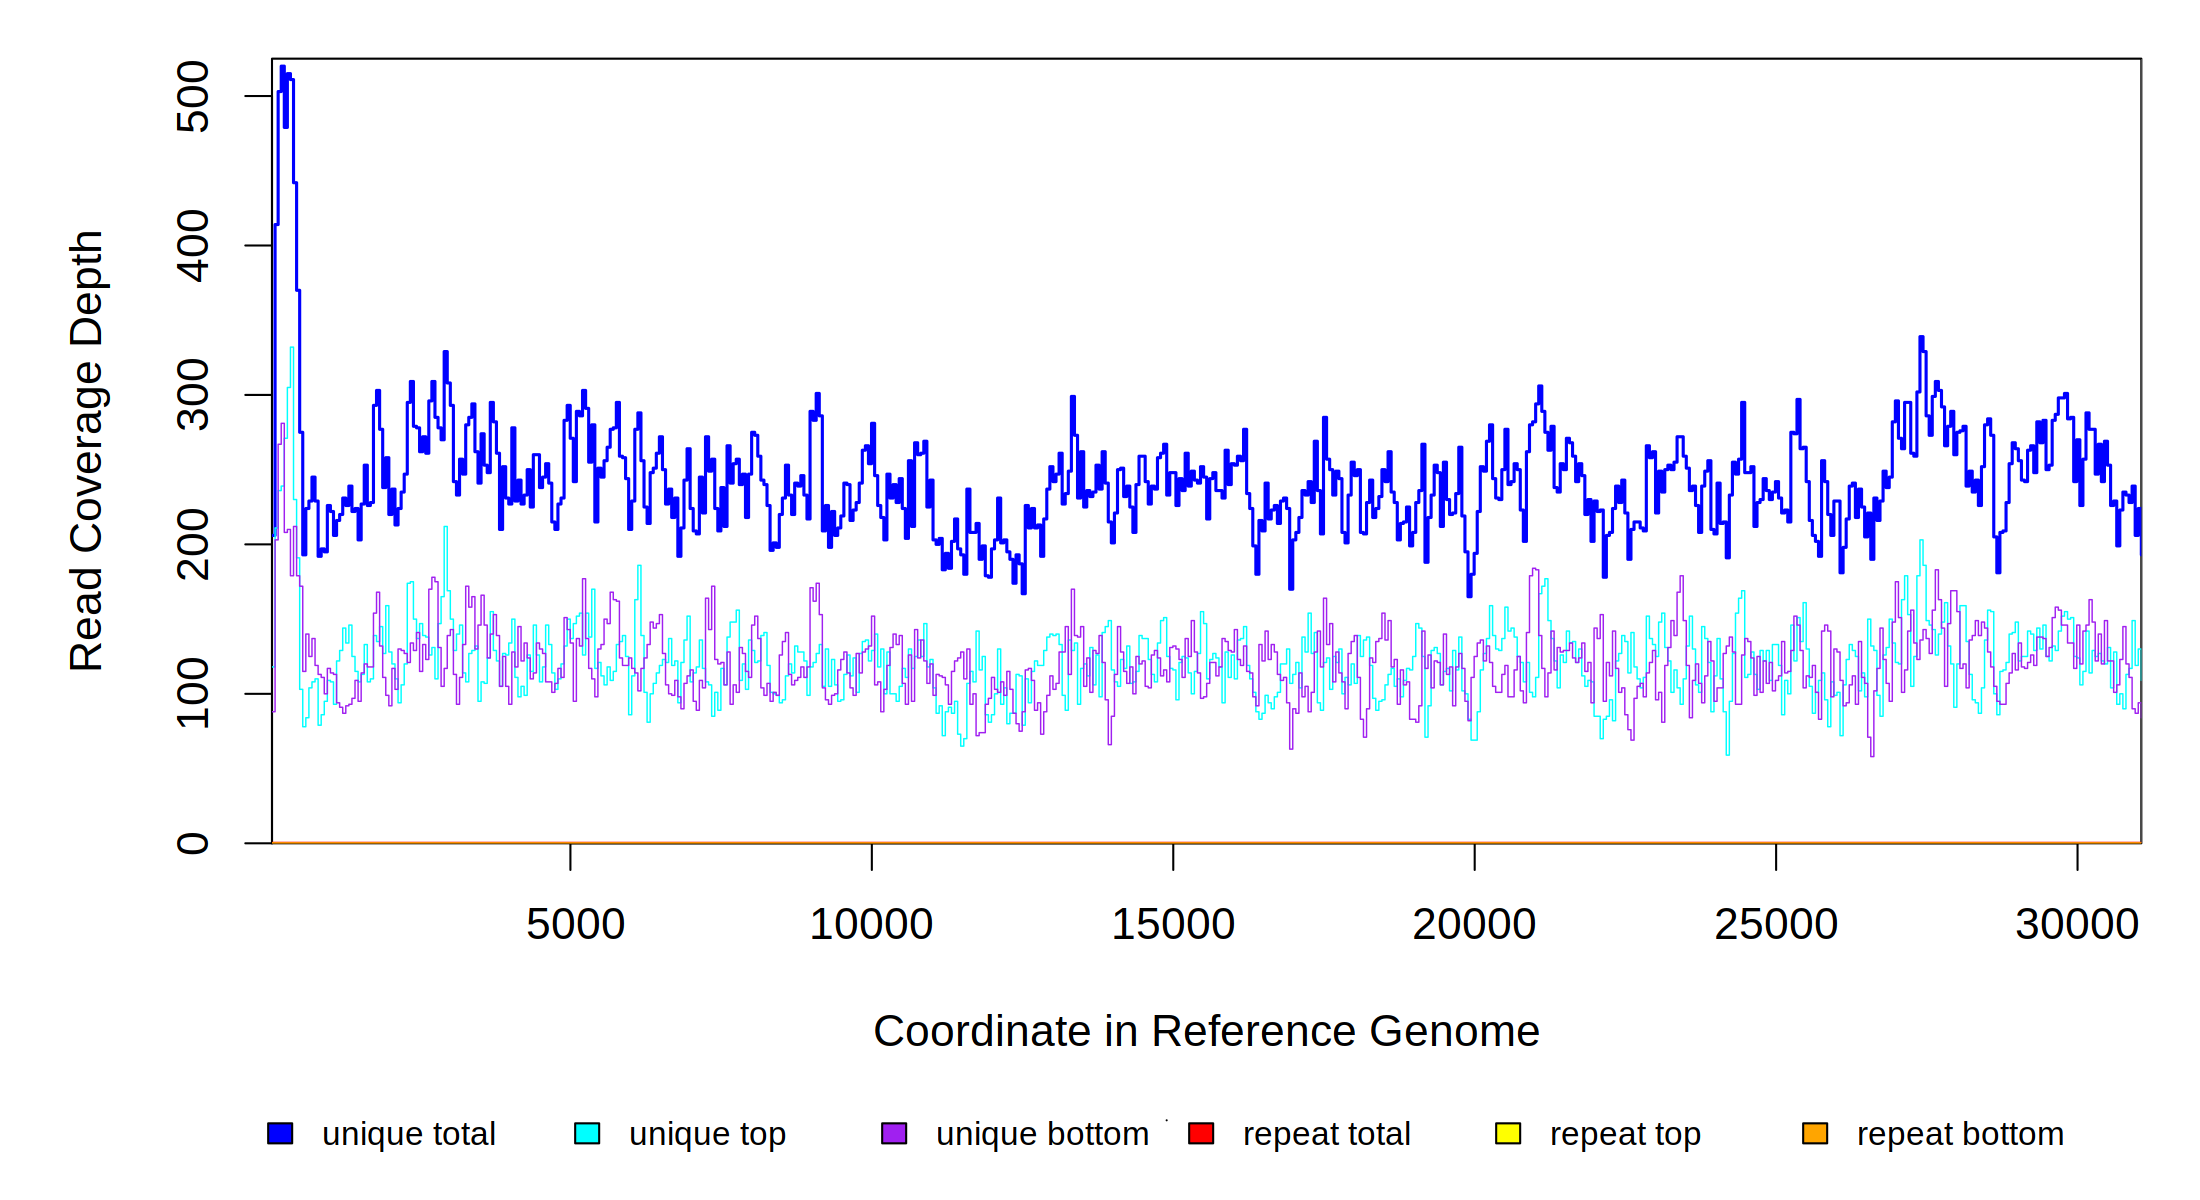 500
400
300
200
100
0
Read Coverage Depth
5000 10000 15000 20000 25000 30000
Coordinate in Reference Genome
unique total unique top unique bottom repeat total repeat top repeat bottom